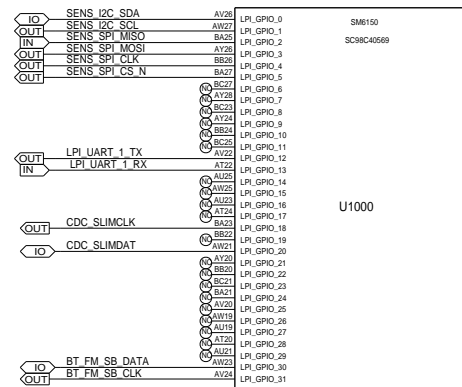 IO SENS_I2C_SDA AV26 LPI_GPIO_0 SM6150
OUT SENS_I2C_SCL AW27 LPI_GPIO_1
IN SENS_SPI_MISO BA25 LPI_GPIO_2 SC98C40569
OUT SENS_SPI_MOSI AY26 LPI_GPIO_3
OUT SENS_SPI_CLK BB26 LPI_GPIO_4
OUT SENS_SPI_CS_N BA27 LPI_GPIO_5
NC BC27 LPI_GPIO_6
NC AY28 LPI_GPIO_7
NC BC23 LPI_GPIO_8
NC AY24 LPI_GPIO_9
NC BB24 LPI_GPIO_10
NC BC25 LPI_GPIO_11
OUT LPI_UART_1_TX AV22 LPI_GPIO_12
IN LPI_UART_1_RX AT22 LPI_GPIO_13
NC AU25 LPI_GPIO_14
NC AW25 LPI_GPIO_15
NC AU23 LPI_GPIO_16
NC AT24 LPI_GPIO_17 U1000
OUT CDC_SLIMCLK BA23 LPI_GPIO_18
NC BB22 LPI_GPIO_19
IO CDC_SLIMDAT AW21 LPI_GPIO_20
NC AY20 LPI_GPIO_21
NC BB20 LPI_GPIO_22
NC BC21 LPI_GPIO_23
NC BA21 LPI_GPIO_24
NC AV20 LPI_GPIO_25
NC AW19 LPI_GPIO_26
NC AU19 LPI_GPIO_27
NC AT20 LPI_GPIO_28
NC AU21 LPI_GPIO_29
IO BT_FM_SB_DATA AW23 LPI_GPIO_30
OUT BT_FM_SB_CLK AV24 LPI_GPIO_31